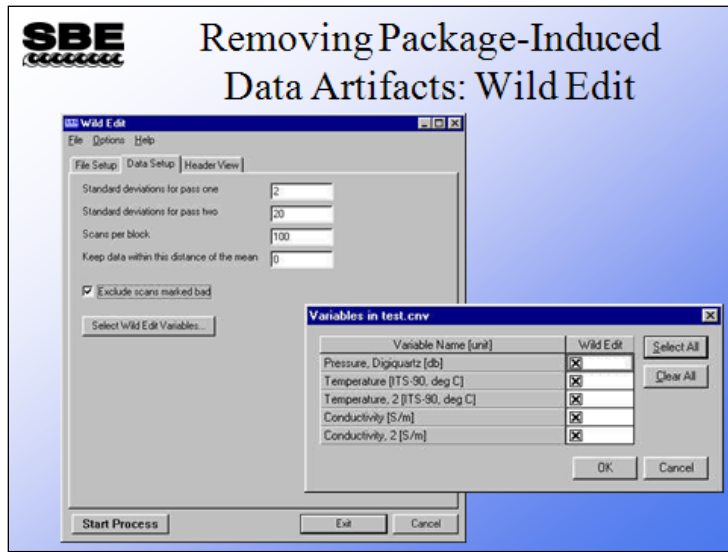 SBE
Removing Package-Induced
Data Artifacts: Wild Edit
Wild Edit
File Options Help
File Setup Data Setup Header View
Standard deviations for pass one 2
Standard deviations for pass two 20
Scans per block 100
Keep data within this distance of the mean 0
Exclude scans marked bad
Select Wild Edit Variables...
Variables in test.cnv
Variable Name [unit] Wild Edit
Pressure, Digiquartz [db]
Temperature [ITS-90, deg C]
Temperature, 2 [ITS-90, deg C]
Conductivity [S/m]
Conductivity, 2 [S/m]
Select All
Clear All
OK Cancel
Start Process Exit Cancel